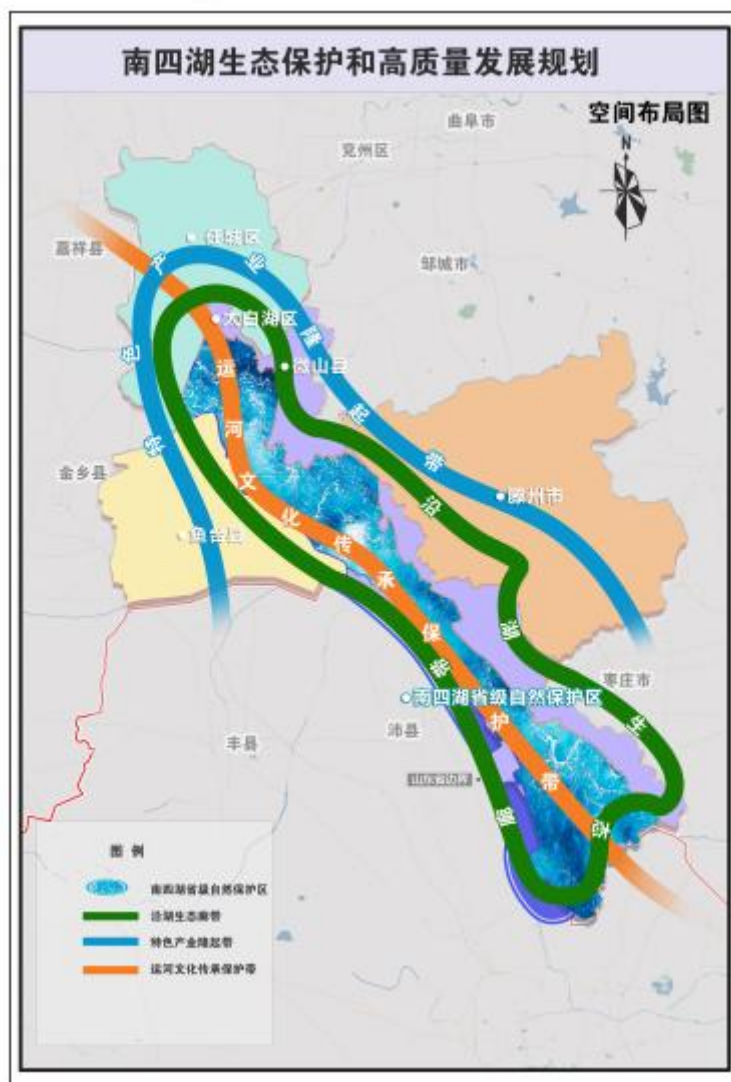 南四湖生态保护和高质量发展规划
空间布局图
N
曲阜市
兖州区
任城区
嘉祥县
邹城市
太白湖区
微山县
特色产业隆起带
金乡县
滕州市
鱼台县
运河文化传承保护带
沿湖生态廊带
枣庄市
南四湖省级自然保护区
沛县
丰县
图例
南四湖省级自然保护区
沿湖生态廊带
特色产业隆起带
运河文化传承保护带